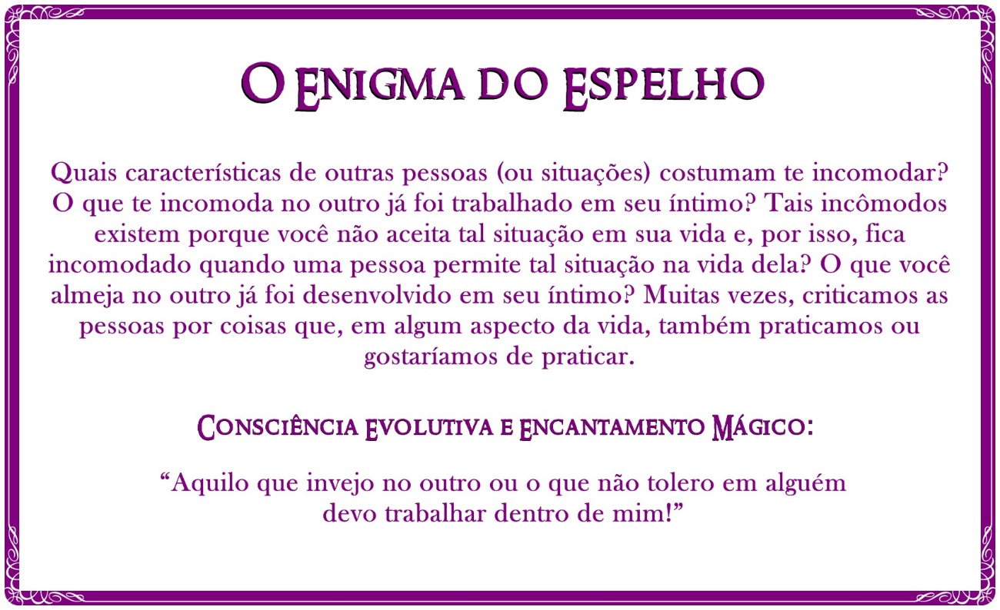 O Enigma do Espelho
Quais características de outras pessoas (ou situações) costumam te incomodar?
O que te incomoda no outro já foi trabalhado em seu íntimo? Tais incômodos
existem porque você não aceita tal situação em sua vida e, por isso, fica
incomodado quando uma pessoa permite tal situação na vida dela? O que você
almeja no outro já foi desenvolvido em seu íntimo? Muitas vezes, criticamos as
pessoas por coisas que, em algum aspecto da vida, também praticamos ou
gostaríamos de praticar.
Consciência Evolutiva e Encantamento Mágico:
“Aquilo que invejo no outro ou o que não tolero em alguém
devo trabalhar dentro de mim!”